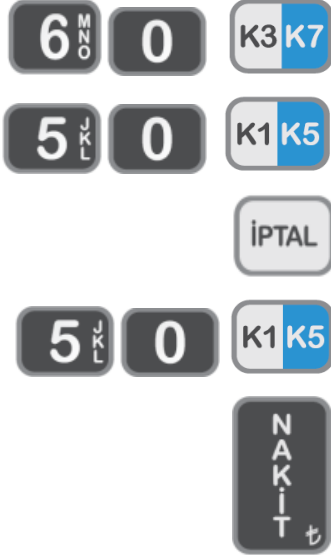 6 MNO 0 K3 K7
5 JKL 0 K1 K5
İPTAL
5 JKL 0 K1 K5
NAKİT ₺